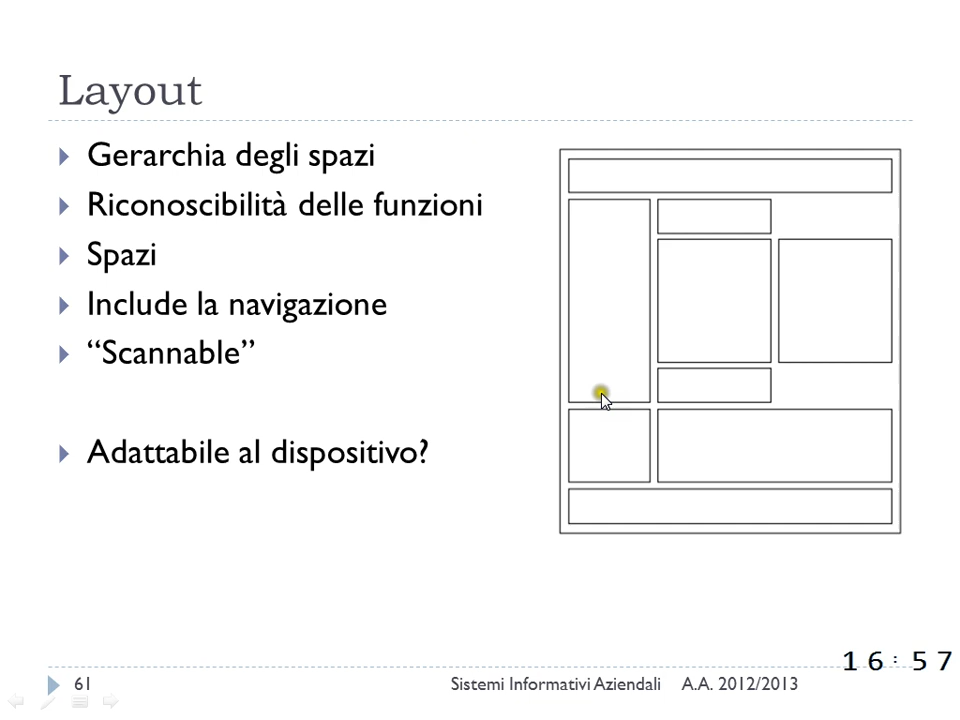 Layout
Gerarchia degli spazi
Riconoscibilità delle funzioni
Spazi
Include la navigazione
“Scannable”
Adattabile al dispositivo?
16:57
61
Sistemi Informativi Aziendali A.A. 2012/2013